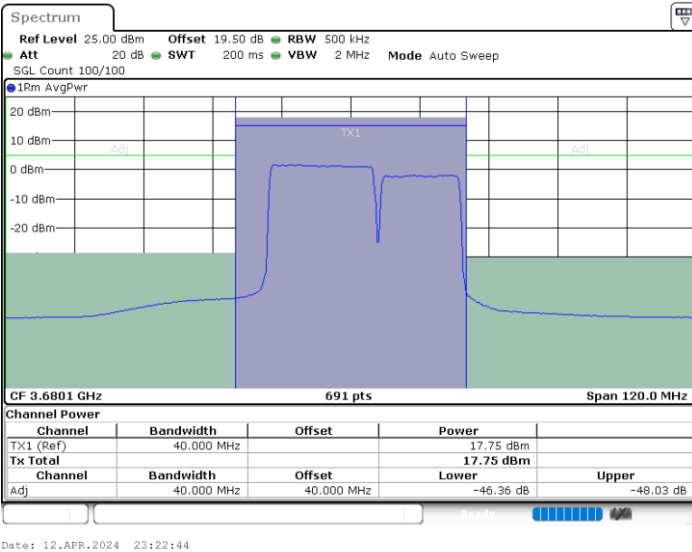 Spectrum
Ref Level 25.00 dBm Offset 19.50 dB RBW 500 kHz
Att 20 dB SWT 200 ms VBW 2 MHz Mode Auto Sweep
SGL Count 100/100
1Rm AvgPwr
20 dBm
TX1
10 dBm
Adj Adj
0 dBm
-10 dBm
-20 dBm
CF 3.6801 GHz 691 pts Span 120.0 MHz
Channel Power
Channel Bandwidth Offset Power
TX1 (Ref) 40.000 MHz 17.75 dBm
Tx Total 17.75 dBm
Channel Bandwidth Offset Lower Upper
Adj 40.000 MHz 40.000 MHz -46.36 dB -48.03 dB
Ready
Date: 12.APR.2024 23:22:44